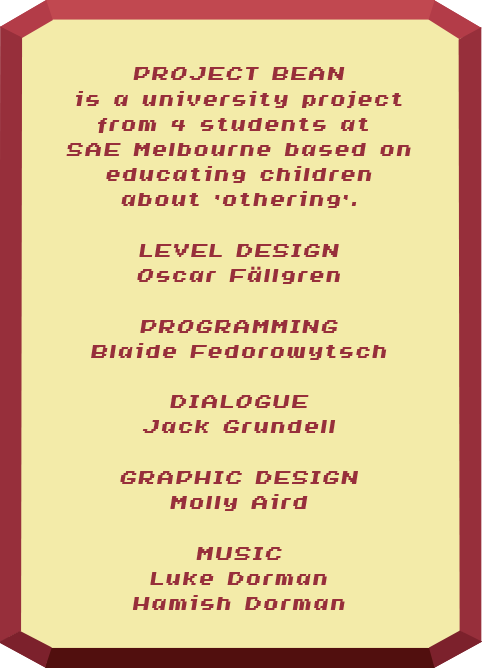 PROJECT BEAN
is a university project
from 4 students at
SAE Melbourne based on
educating children
about 'othering'.
LEVEL DESIGN
Oscar Fällgren
PROGRAMMING
Blaide Fedorowytsch
DIALOGUE
Jack Grundell
GRAPHIC DESIGN
Molly Aird
MUSIC
Luke Dorman
Hamish Dorman